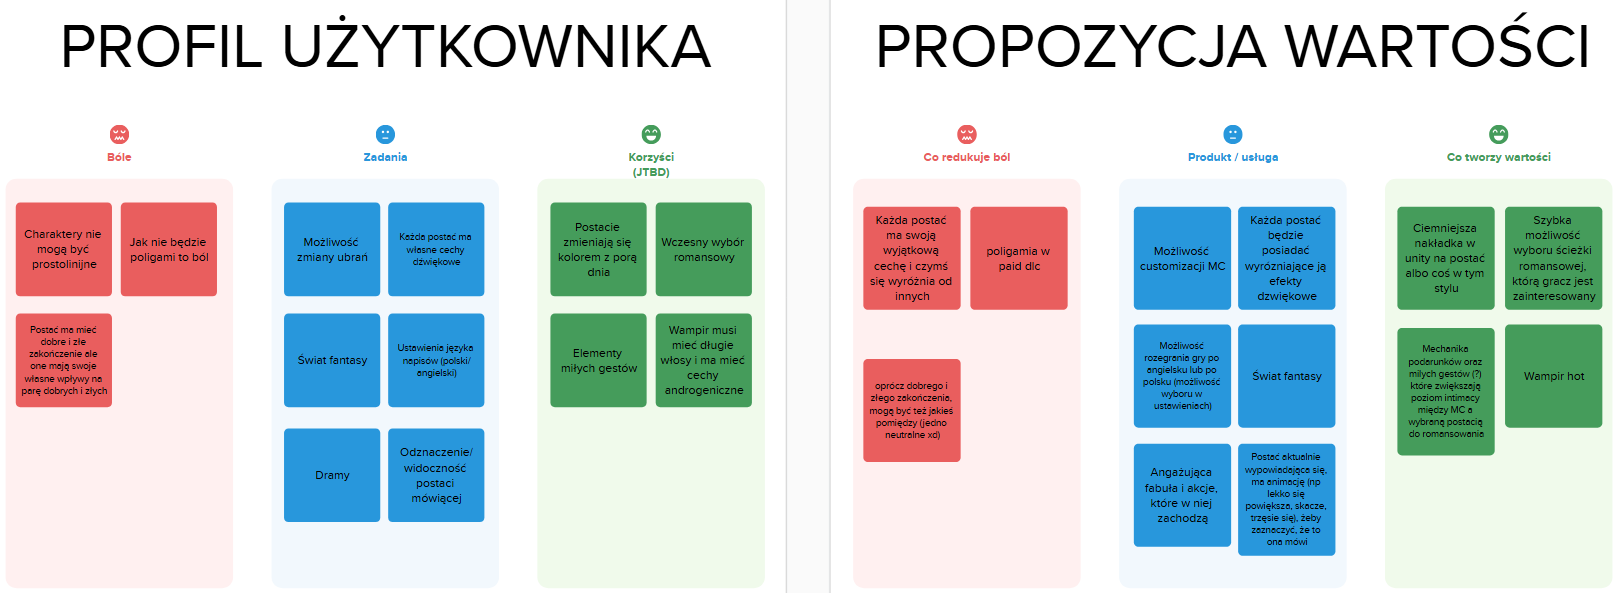 PROFIL UŻYTKOWNIKA
Bóle
Charaktery nie
mogą być
prostolinijne
Jak nie będzie
poligami to ból
Postać ma mieć
dobre i złe
zakończenie ale
one mają swoje
własne wpływy na
parę dobrych i złych
Zadania
Możliwość
zmiany ubrań
Każda postać ma
własne cechy
dźwiękowe
Świat fantasy
Ustawienia języka
napisów (polski/
angielski)
Dramy
Odznaczenie/
widoczność
postaci
mówiącej
Korzyści
(JTBD)
Postacie
zmieniają się
kolorem z porą
dnia
Wczesny wybór
romansowy
Elementy
miłych gestów
Wampir musi
mieć długie
włosy i ma mieć
cechy
androgeniczne
PROPOZYCJA WARTOŚCI
Co redukuje ból
Każda postać
ma swoją
wyjątkową
cechę i czymś
się wyróżnia od
innych
poligamia w
paid dlc
oprócz dobrego i
złego zakończenia,
mogą być też jakieś
pomiędzy (jedno
neutralne xd)
Produkt / usługa
Możliwość
customizacji MC
Każda postać
będzie
posiadać
wyrózniające ją
efekty
dzwiękowe
Możliwość
rozegrania gry po
angielsku lub po
polsku (możliwość
wyboru w
ustawieniach)
Świat fantasy
Angażująca
fabuła i akcje,
które w niej
zachodzą
Postać aktualnie
wypowiadająca się,
ma animację (np
lekko się
powiększa, skacze,
trzęsie się), żeby
zaznaczyć, że to
ona mówi
Co tworzy wartości
Ciemniejsza
nakładka w
unity na postać
albo coś w tym
stylu
Szybka
możliwość
wyboru ścieżki
romansowej,
którą gracz jest
zainteresowany
Mechanika
podarunków oraz
milych gestów (?)
które zwiększają
poziom intimacy
między MC a
wybraną postacią
do romansowania
Wampir hot